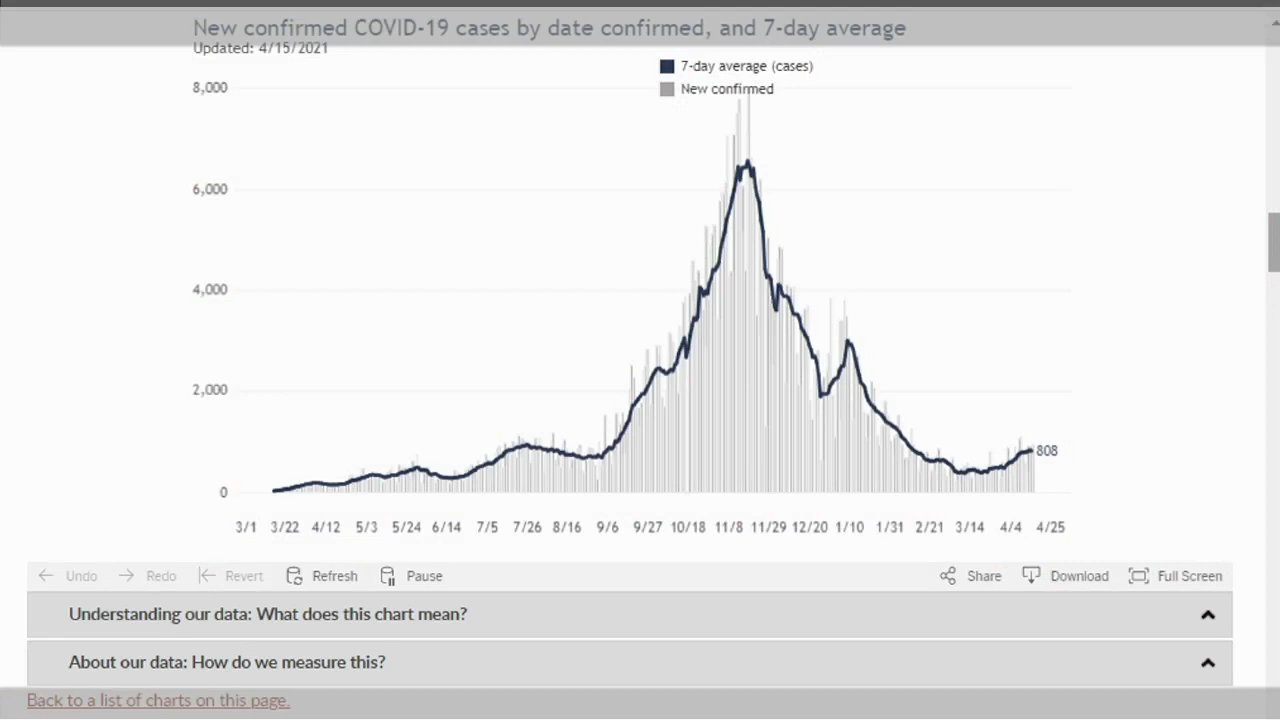 New confirmed COVID-19 cases by date confirmed, and 7-day average
Updated: 4/15/2021
7-day average (cases)
New confirmed
8,000
6,000
4,000
2,000
0
808
3/1 3/22 4/12 5/3 5/24 6/14 7/5 7/26 8/16 9/6 9/27 10/18 11/8 11/29 12/20 1/10 1/31 2/21 3/14 4/4 4/25
Undo Redo Revert Refresh Pause Share Download Full Screen
Understanding our data: What does this chart mean?
About our data: How do we measure this?
Back to a list of charts on this page.